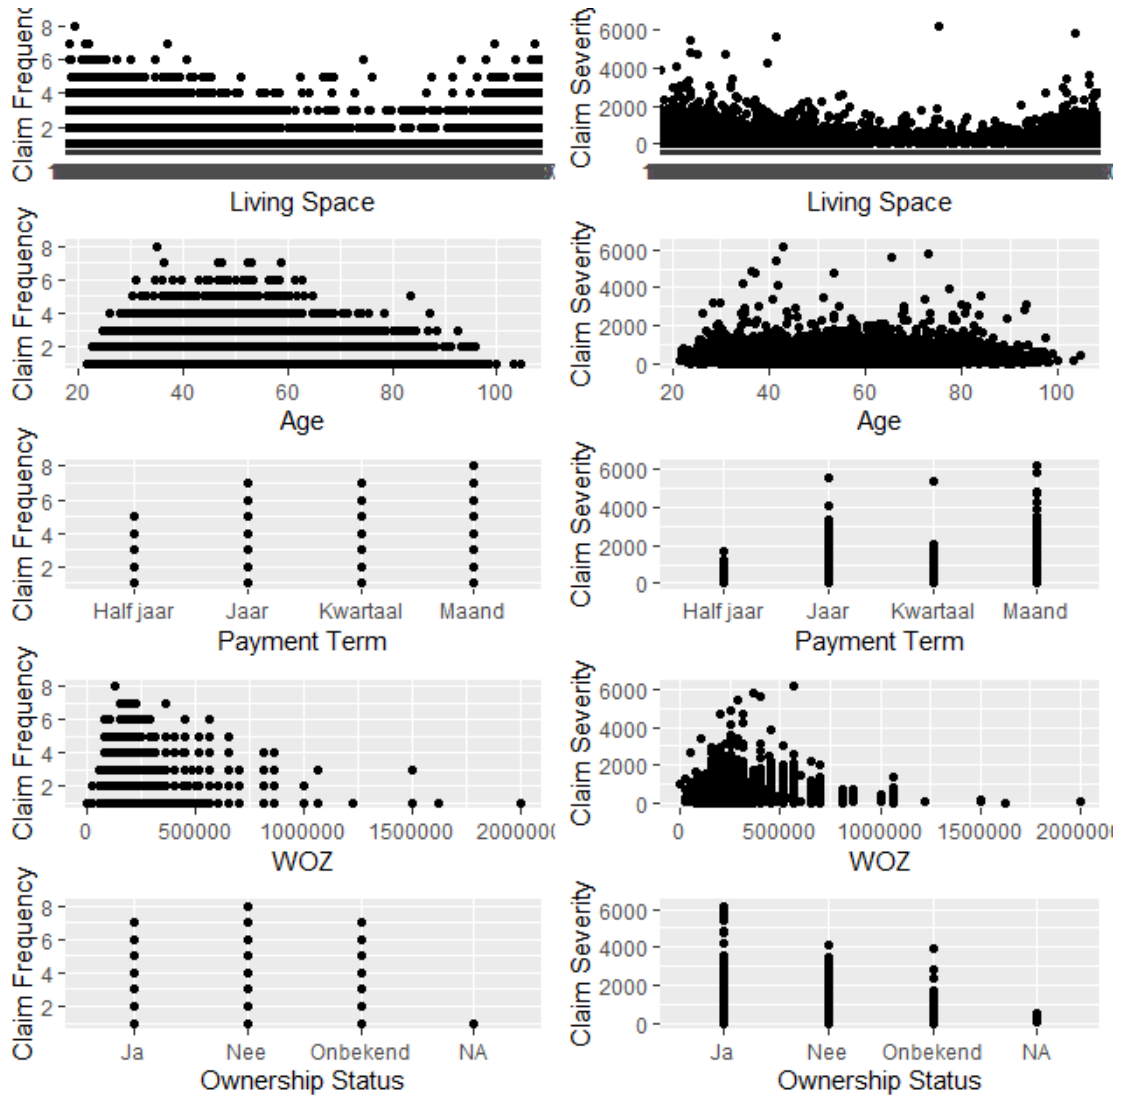 Claim Frequenc
8
6
4
2
Living Space
Claim Severity
6000
4000
2000
0
Living Space
Claim Frequency
8
6
4
2
20 40 60 80 100
Age
Claim Severity
6000
4000
2000
0
20 40 60 80 100
Age
Claim Frequency
8
6
4
2
Half jaar Jaar Kwartaal Maand
Payment Term
Claim Severity
6000
4000
2000
0
Half jaar Jaar Kwartaal Maand
Payment Term
Claim Frequency
8
6
4
2
0 500000 1000000 1500000 200000
WOZ
Claim Severity
6000
4000
2000
0
0 500000 1000000 1500000 200000
WOZ
Claim Frequency
8
6
4
2
Ja Nee Onbekend NA
Ownership Status
Claim Severity
6000
4000
2000
0
Ja Nee Onbekend NA
Ownership Status